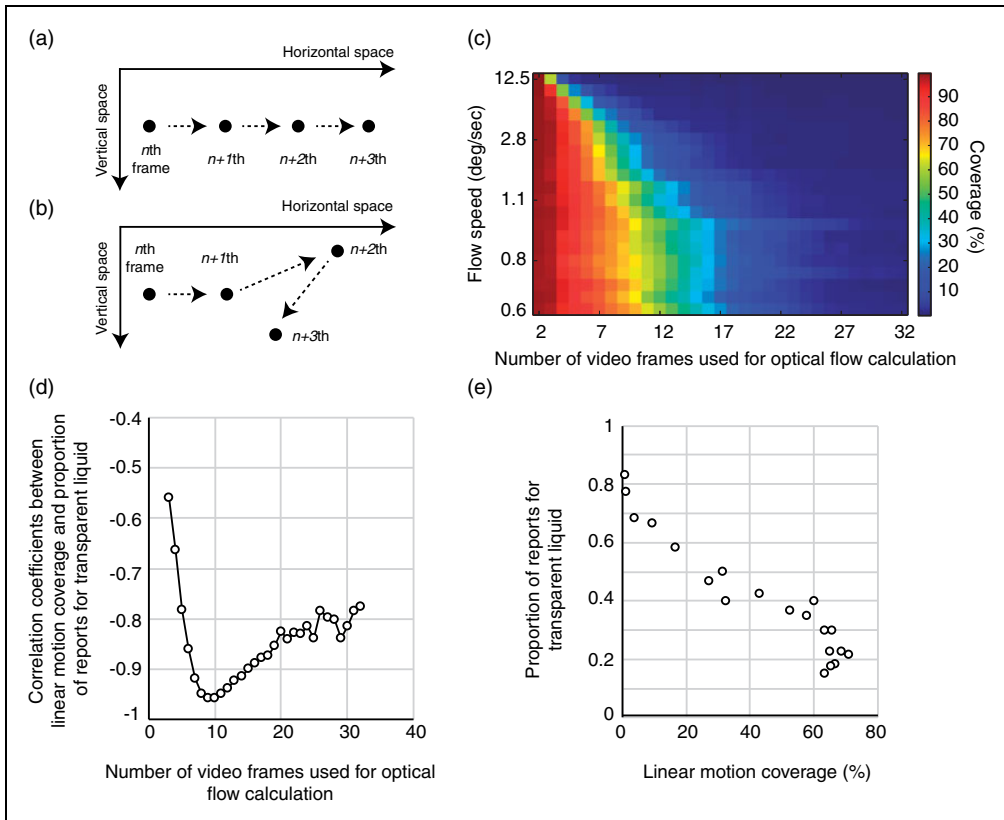 (a)
Horizontal space
Vertical space
nth
frame
n+1th
n+2th
n+3th
(b)
Horizontal space
Vertical space
nth
frame
n+1th
n+2th
n+3th
(c)
Flow speed (deg/sec)
12.5
2.8
1.1
0.8
0.6
2 7 12 17 22 27 32
Number of video frames used for optical flow calculation
90
80
70
60
50
40
30
20
10
Coverage (%)
(d)
Correlation coefficients between
linear motion coverage and proportion
of reports for transparent liquid
-0.4
-0.5
-0.6
-0.7
-0.8
-0.9
-1
0 10 20 30 40
Number of video frames used for optical
flow calculation
(e)
Proportion of reports for
transparent liquid
1
0.8
0.6
0.4
0.2
0
0 20 40 60 80
Linear motion coverage (%)